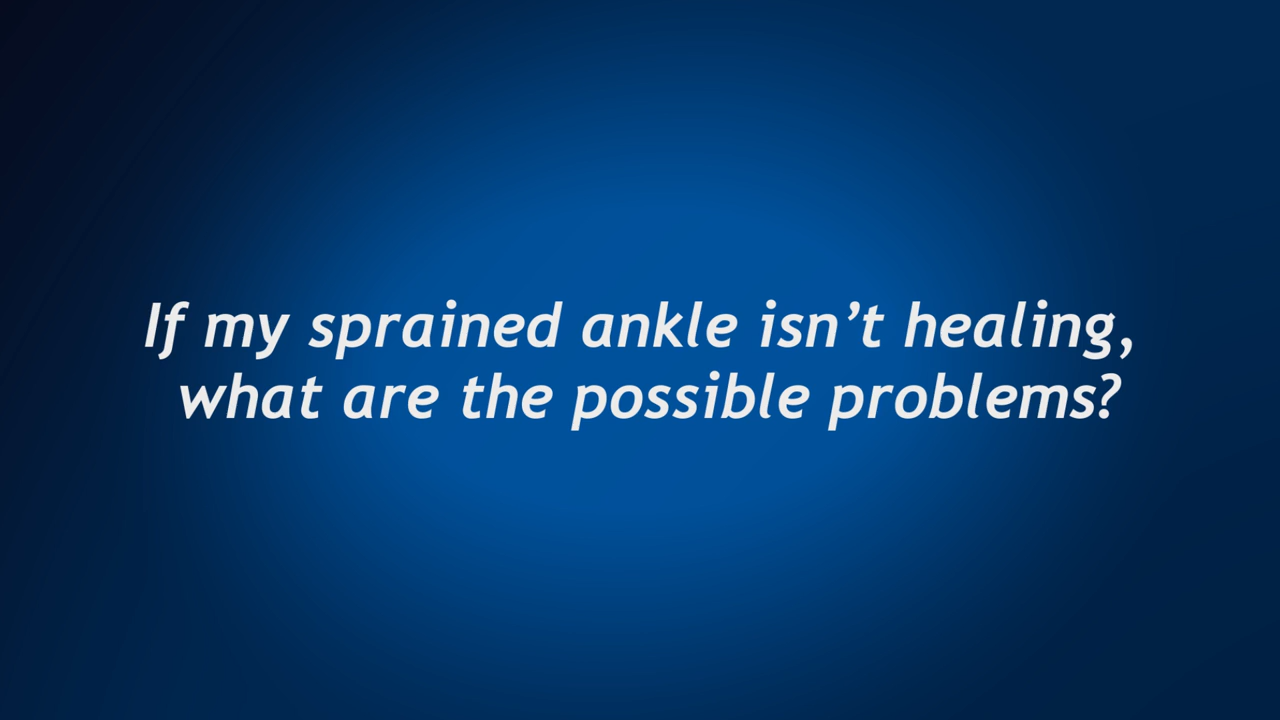 If my sprained ankle isn’t healing,
what are the possible problems?